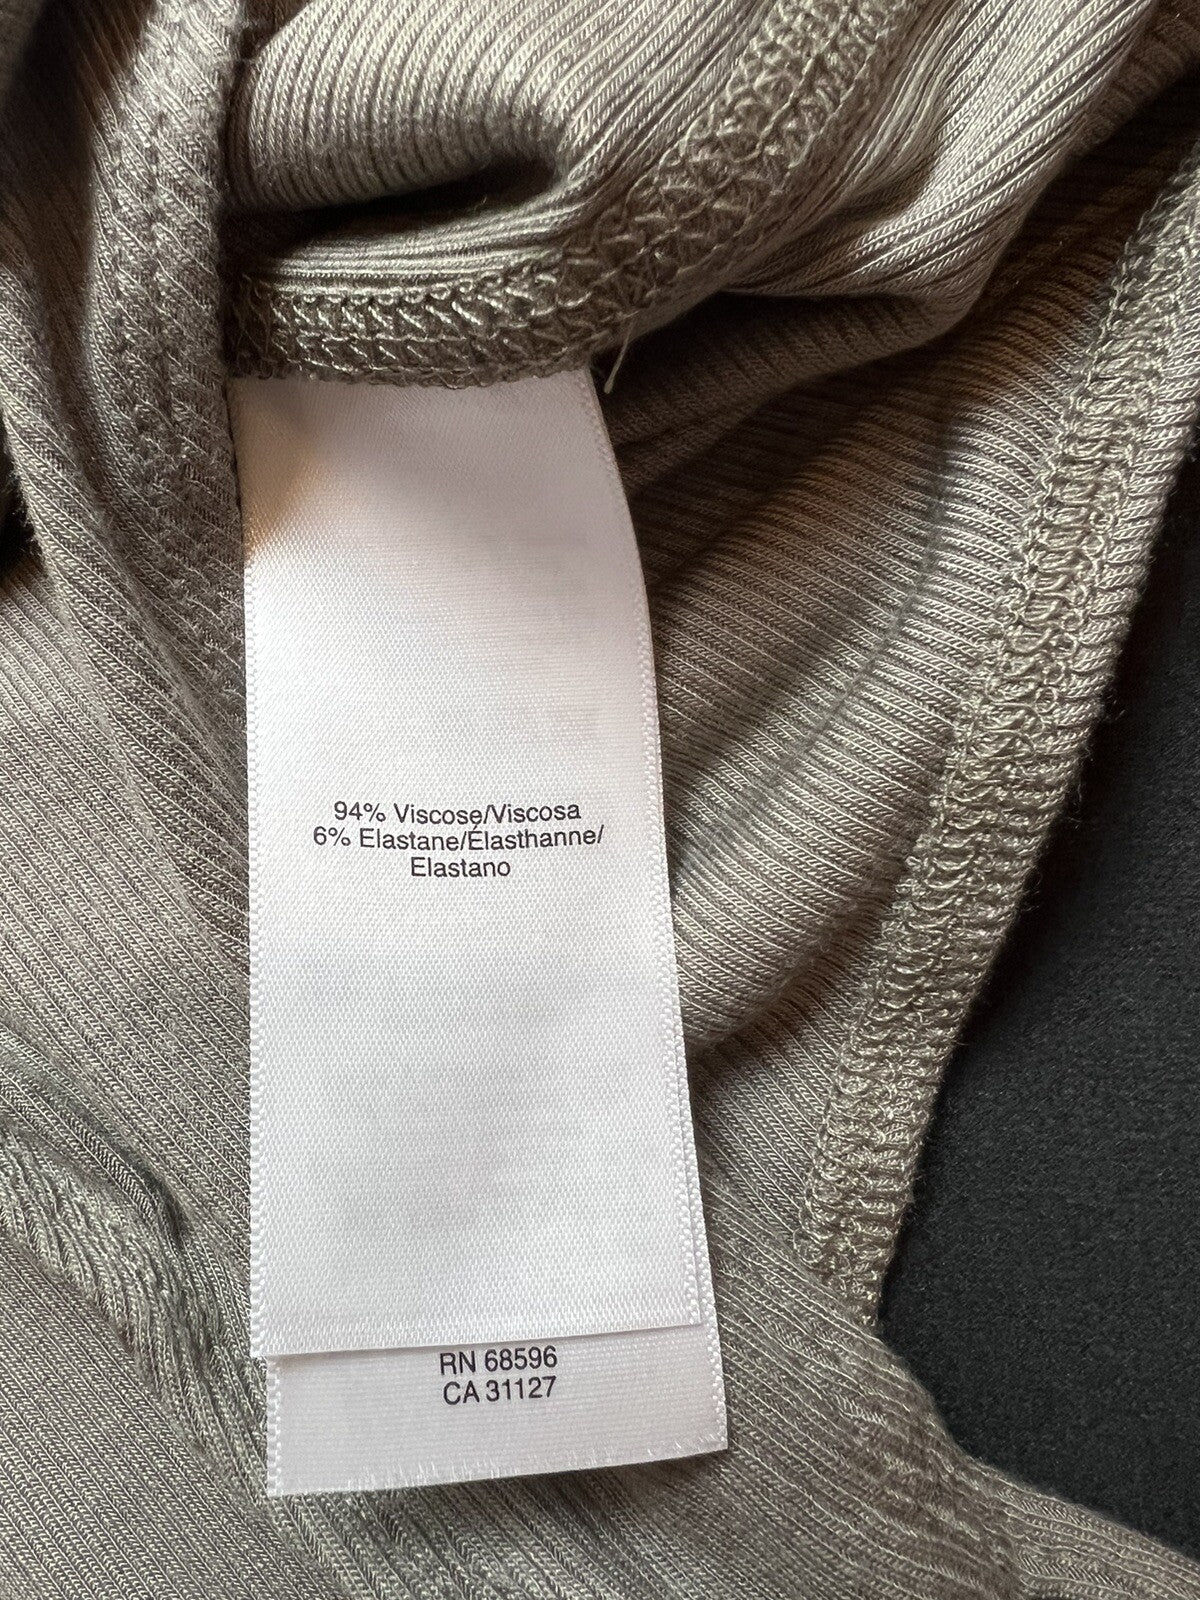 94% Viscose/Viscosa
6% Elastane/Élasthanne/
Elastano
RN 68596
CA 31127